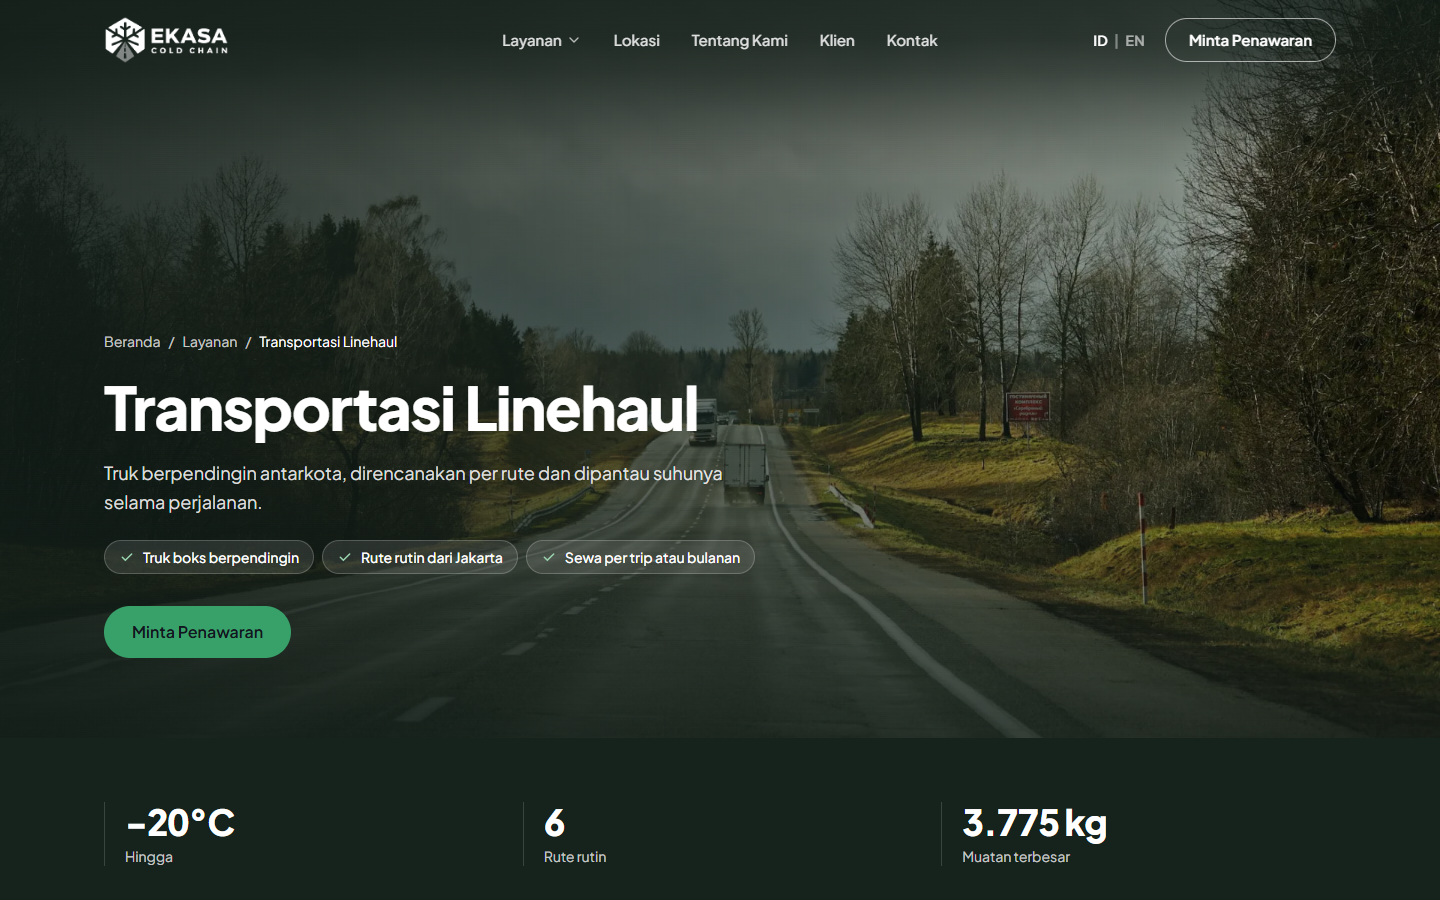 EKASA
COLD CHAIN
Layanan
Lokasi
Tentang Kami
Klien
Kontak
ID | EN
Minta Penawaran
Beranda / Layanan / Transportasi Linehaul
Transportasi Linehaul
Truk berpendingin antarkota, direncanakan per rute dan dipantau suhunya
selama perjalanan.
Truk boks berpendingin
Rute rutin dari Jakarta
Sewa per trip atau bulanan
Minta Penawaran
−20°C
Hingga
6
Rute rutin
3.775 kg
Muatan terbesar